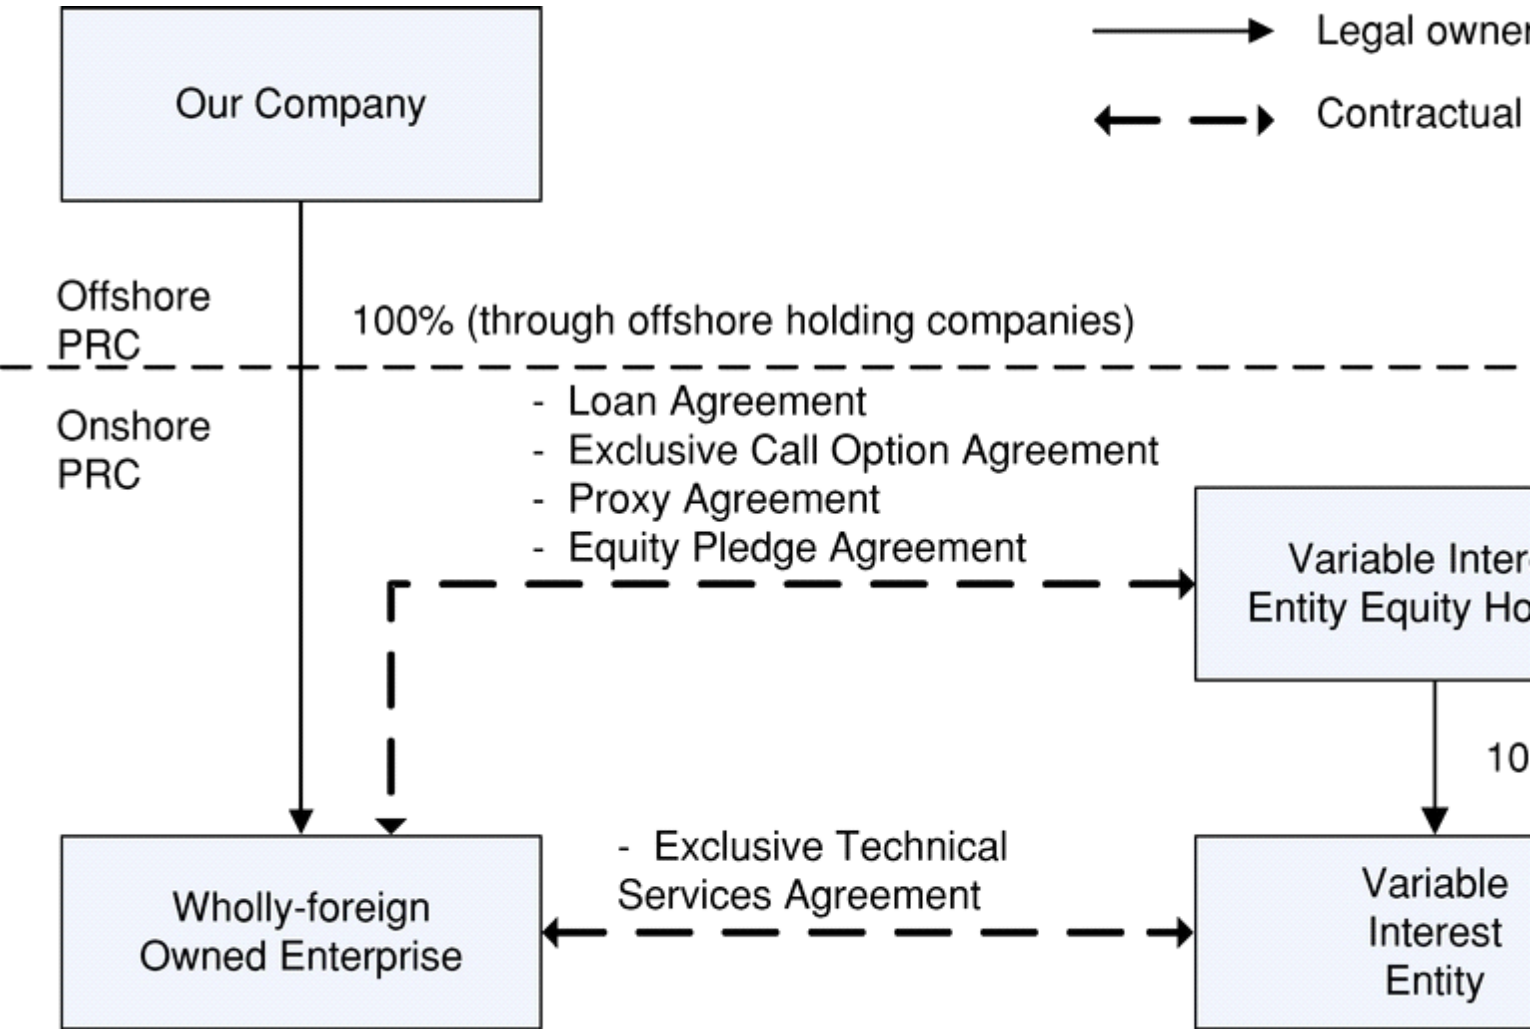 Our Company
Legal owner
Contractual
Offshore
PRC
100% (through offshore holding companies)
Onshore
PRC
- Loan Agreement
- Exclusive Call Option Agreement
- Proxy Agreement
- Equity Pledge Agreement
Variable Inter
Entity Equity Ho
10
- Exclusive Technical
Services Agreement
Wholly-foreign
Owned Enterprise
Variable
Interest
Entity